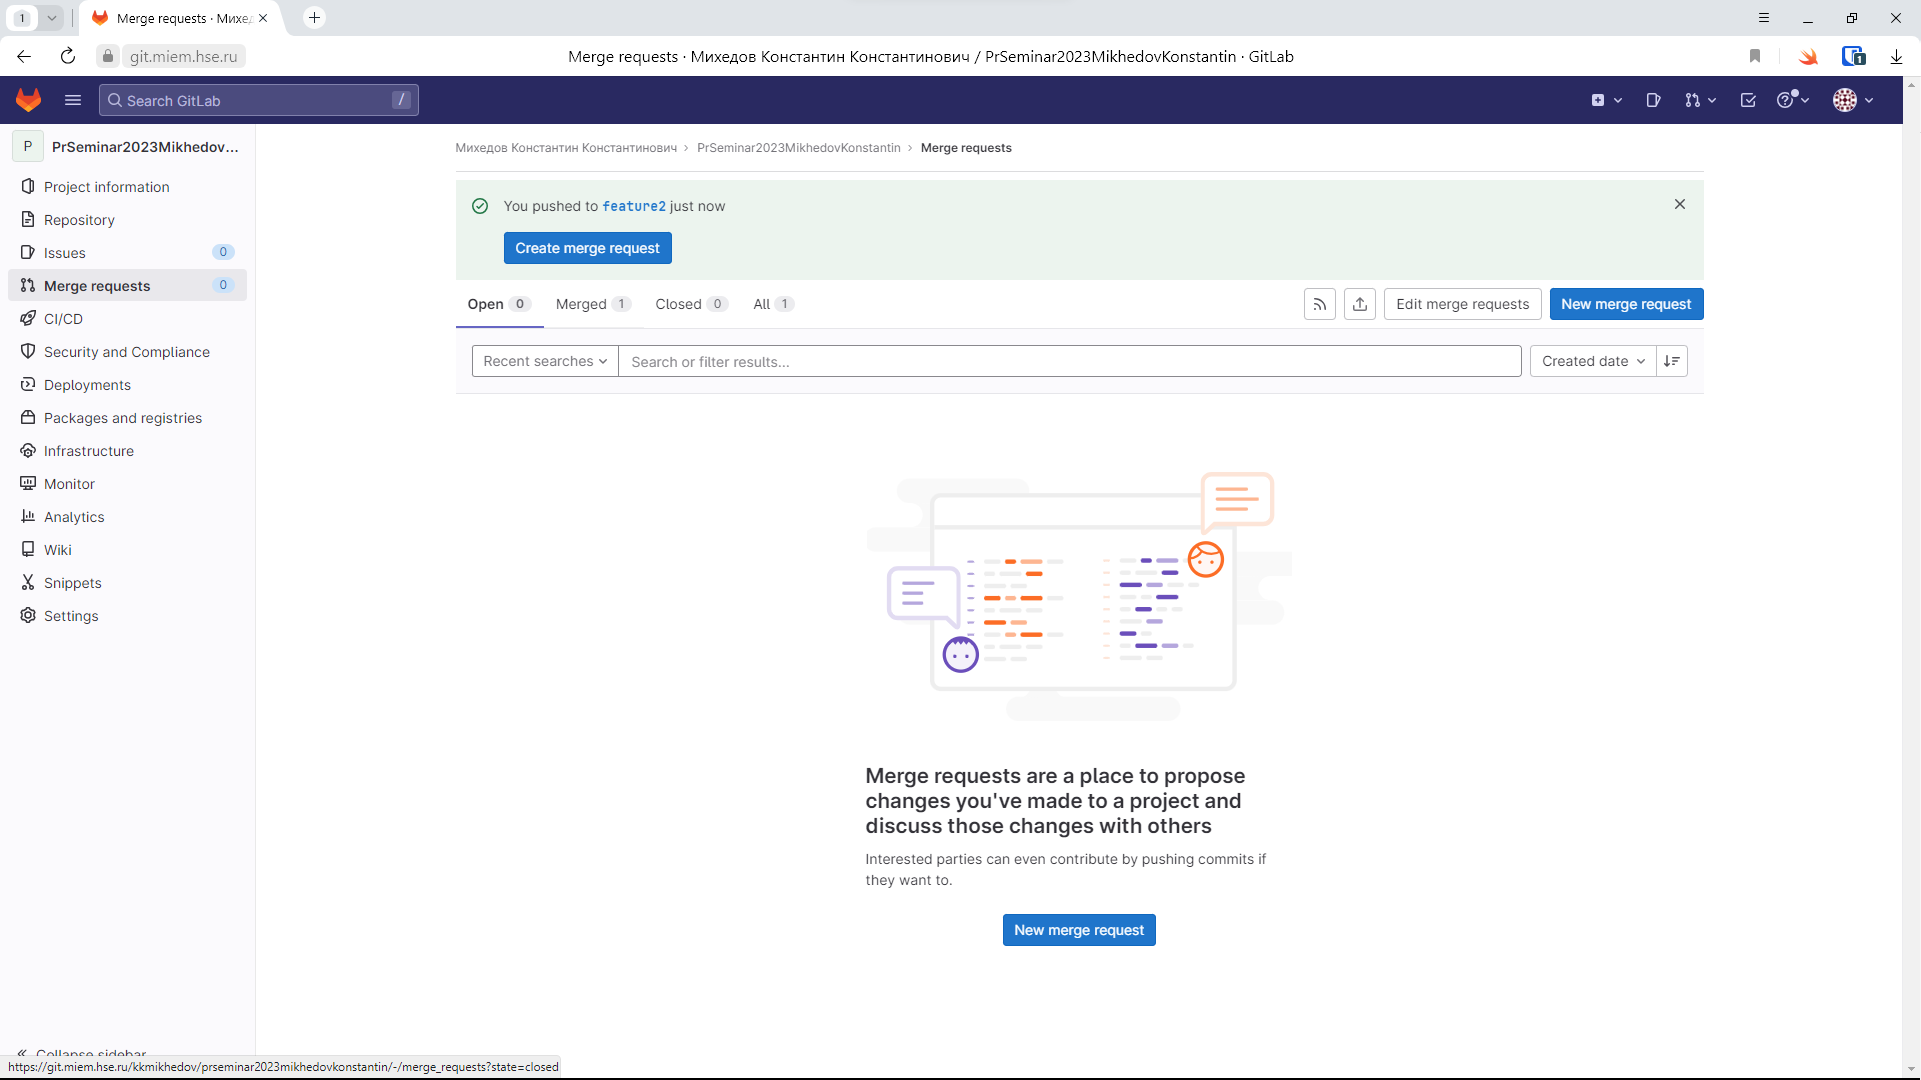 1
Merge requests · Михе
git.miem.hse.ru
Merge requests · Михедов Константин Константинович / PrSeminar2023MikhedovKonstantin · GitLab
1
Search GitLab
/
P
PrSeminar2023Mikhedov...
Михедов Константин Константинович › PrSeminar2023MikhedovKonstantin › Merge requests
Project information
Repository
Issues 0
Merge requests 0
CI/CD
Security and Compliance
Deployments
Packages and registries
Infrastructure
Monitor
Analytics
Wiki
Snippets
Settings
Collapse sidebar
You pushed to feature2 just now
Create merge request
Open 0 Merged 1 Closed 0 All 1
Edit merge requests
New merge request
Recent searches
Search or filter results...
Created date
Merge requests are a place to propose
changes you've made to a project and
discuss those changes with others
Interested parties can even contribute by pushing commits if
they want to.
New merge request
https://git.miem.hse.ru/kkmikhedov/prseminar2023mikhedovkonstantin/-/merge_requests?state=closed